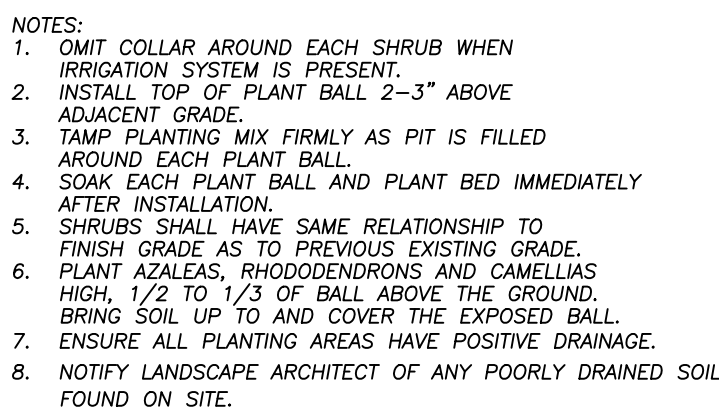 NOTES:
1. OMIT COLLAR AROUND EACH SHRUB WHEN
IRRIGATION SYSTEM IS PRESENT.
2. INSTALL TOP OF PLANT BALL 2–3" ABOVE
ADJACENT GRADE.
3. TAMP PLANTING MIX FIRMLY AS PIT IS FILLED
AROUND EACH PLANT BALL.
4. SOAK EACH PLANT BALL AND PLANT BED IMMEDIATELY
AFTER INSTALLATION.
5. SHRUBS SHALL HAVE SAME RELATIONSHIP TO
FINISH GRADE AS TO PREVIOUS EXISTING GRADE.
6. PLANT AZALEAS, RHODODENDRONS AND CAMELLIAS
HIGH, 1/2 TO 1/3 OF BALL ABOVE THE GROUND.
BRING SOIL UP TO AND COVER THE EXPOSED BALL.
7. ENSURE ALL PLANTING AREAS HAVE POSITIVE DRAINAGE.
8. NOTIFY LANDSCAPE ARCHITECT OF ANY POORLY DRAINED SOIL
FOUND ON SITE.